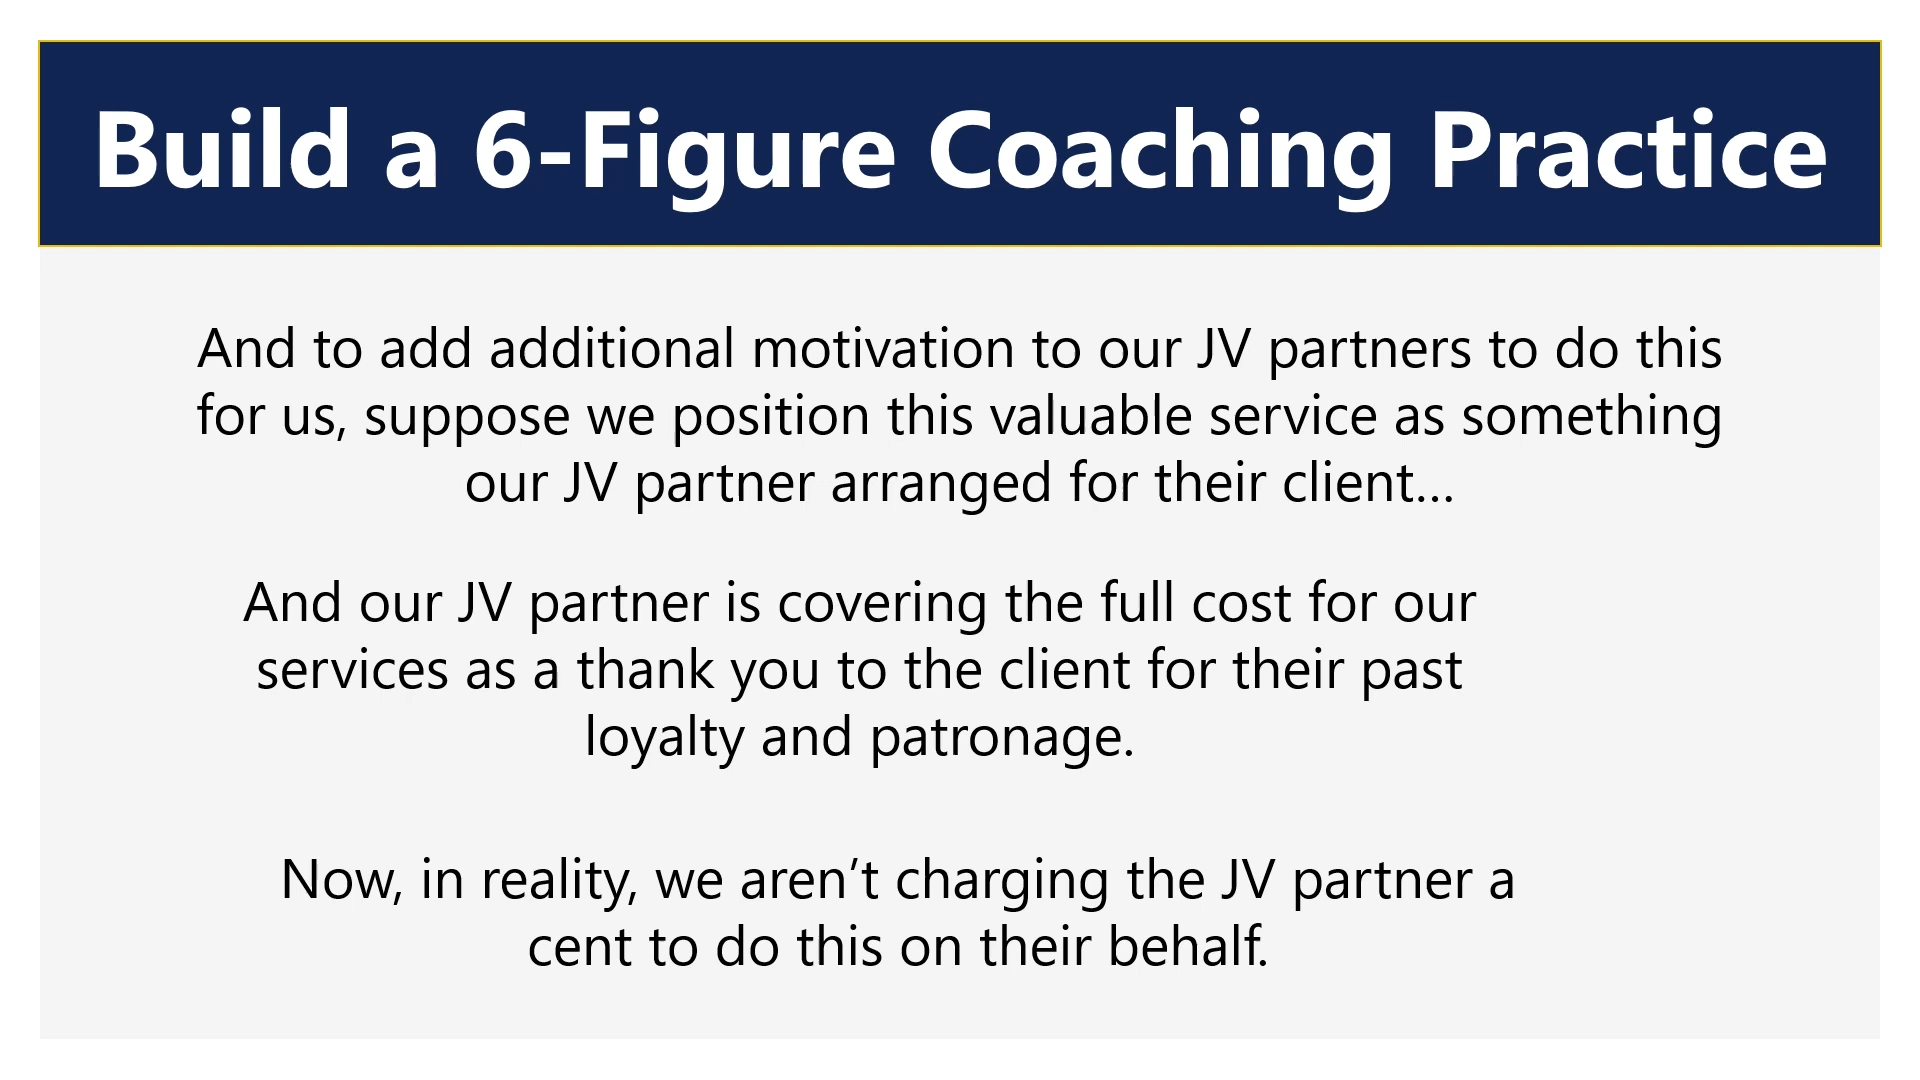 Build a 6-Figure Coaching Practice
And to add additional motivation to our JV partners to do this
for us, suppose we position this valuable service as something
our JV partner arranged for their client…
And our JV partner is covering the full cost for our
services as a thank you to the client for their past
loyalty and patronage.
Now, in reality, we aren’t charging the JV partner a
cent to do this on their behalf.